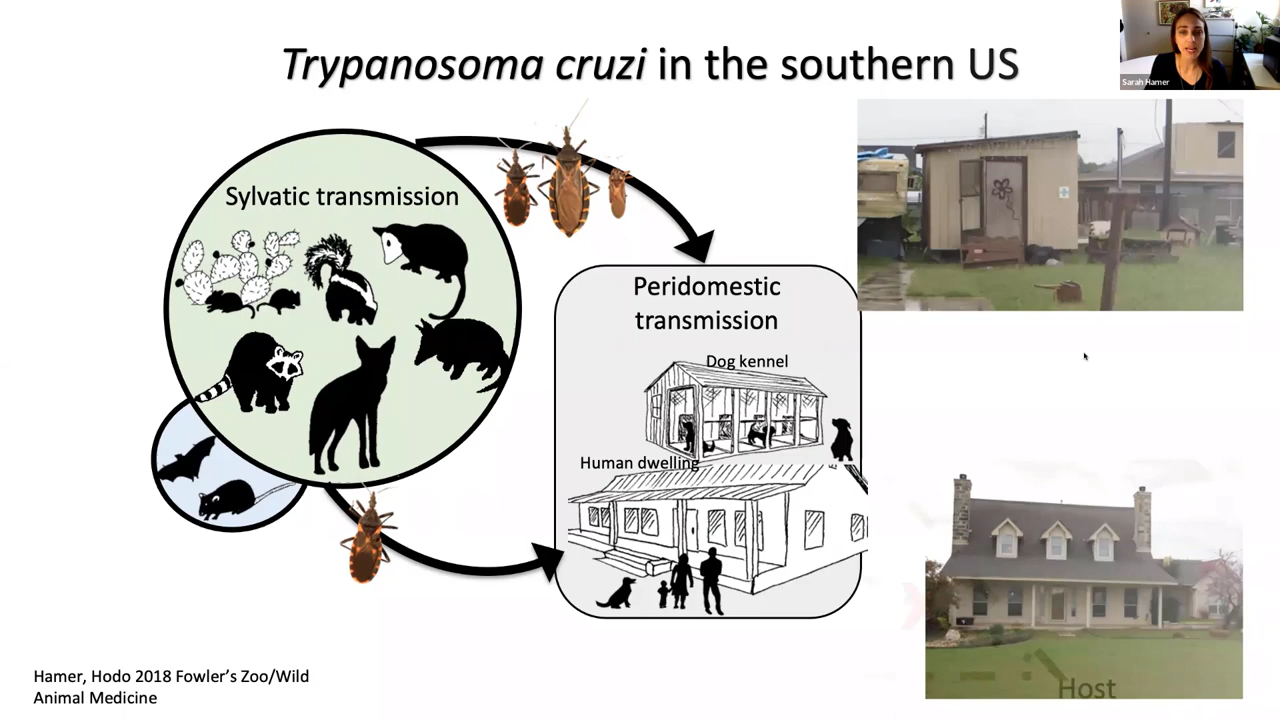 Trypanosoma cruzi in the southern US
Sarah Hamer
Sylvatic transmission
Peridomestic
transmission
Dog kennel
Human dwelling
Host
Hamer, Hodo 2018 Fowler's Zoo/Wild
Animal Medicine